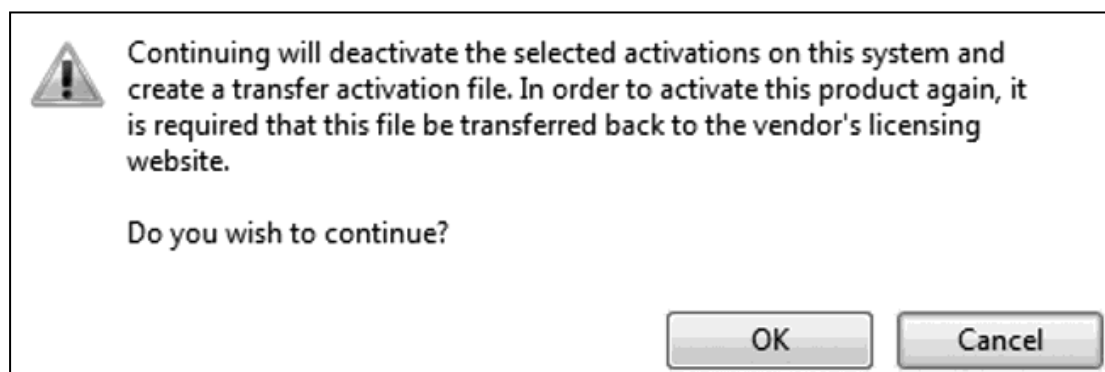 Continuing will deactivate the selected activations on this system and
create a transfer activation file. In order to activate this product again, it
is required that this file be transferred back to the vendor's licensing
website.
Do you wish to continue?
OK
Cancel